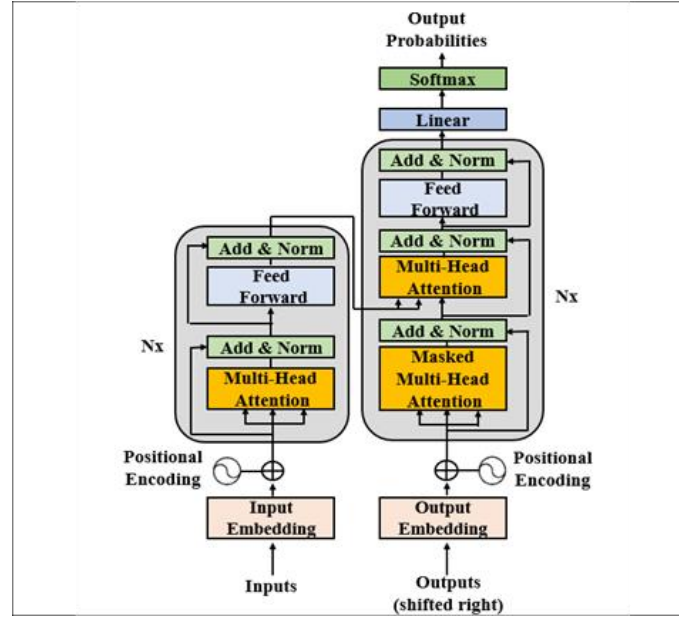 Output
Probabilities
Softmax
Linear
Add & Norm
Feed
Forward
Add & Norm
Multi-Head
Attention
Nx
Add & Norm
Masked
Multi-Head
Attention
Add & Norm
Feed
Forward
Nx
Add & Norm
Multi-Head
Attention
Positional
Encoding
Positional
Encoding
Input
Embedding
Output
Embedding
Inputs
Outputs
(shifted right)